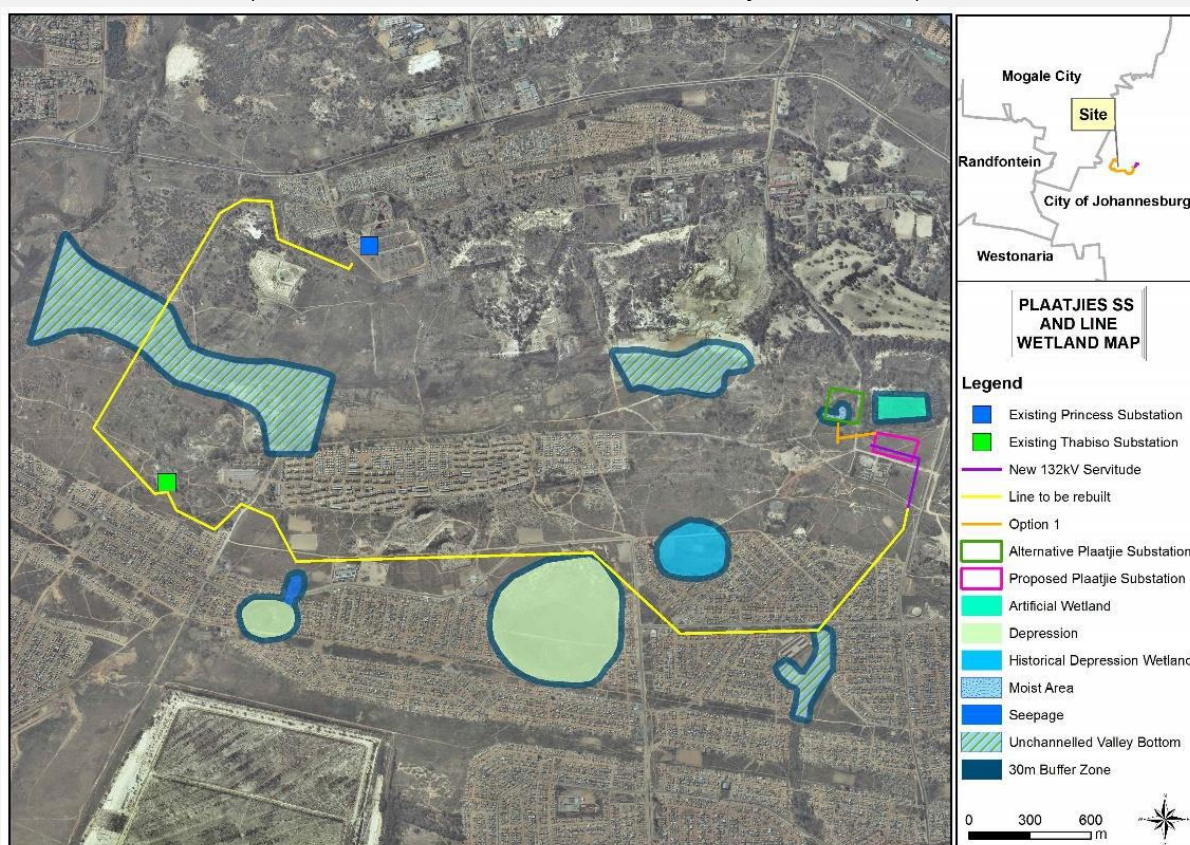 Mogale City
Site
Randfontein
City of Johannesburg
Westonaria
PLAATJIES SS
AND LINE
WETLAND MAP
Legend
Existing Princess Substation
Existing Thabiso Substation
New 132kV Servitude
Line to be rebuilt
Option 1
Alternative Plaatjie Substation
Proposed Plaatjie Substation
Artificial Wetland
Depression
Historical Depression Wetland
Moist Area
Seepage
Unchannelled Valley Bottom
30m Buffer Zone
0 300 600
m